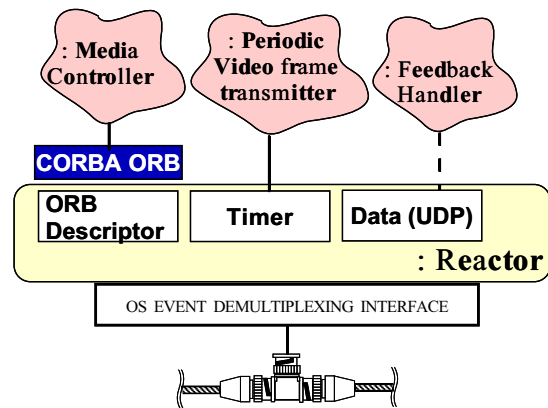 : Media
Controller
: Periodic
Video frame
transmitter
: Feedback
Handler
CORBA ORB
ORB
Descriptor
Timer
Data (UDP)
: Reactor
OS EVENT DEMULTIPLEXING INTERFACE